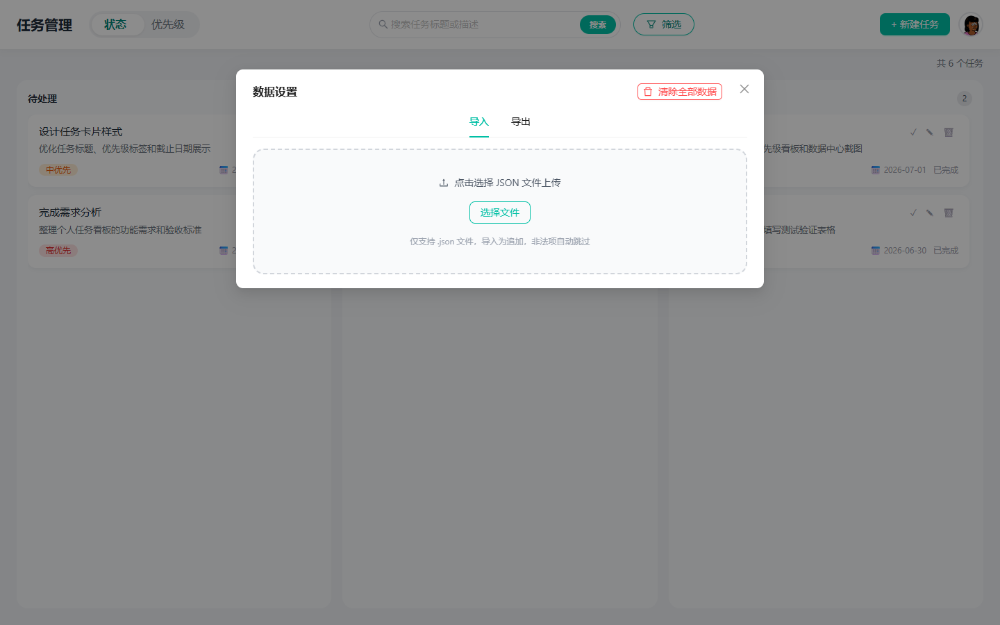 任务管理
状态
优先级
搜索任务标题或描述
搜索
筛选
+ 新建任务
共 6 个任务
数据设置
清除全部数据
导入
导出
点击选择 JSON 文件上传
选择文件
仅支持 .json 文件，导入为追加，非法项自动跳过
待处理
设计任务卡片样式
优化任务标题、优先级标签和截止日期展示
中优先
2
完成需求分析
整理个人任务看板的功能需求和验收标准
高优先
2
2
先级看板和数据中心截图
2026-07-01 已完成
填写测试验证表格
2026-06-30 已完成